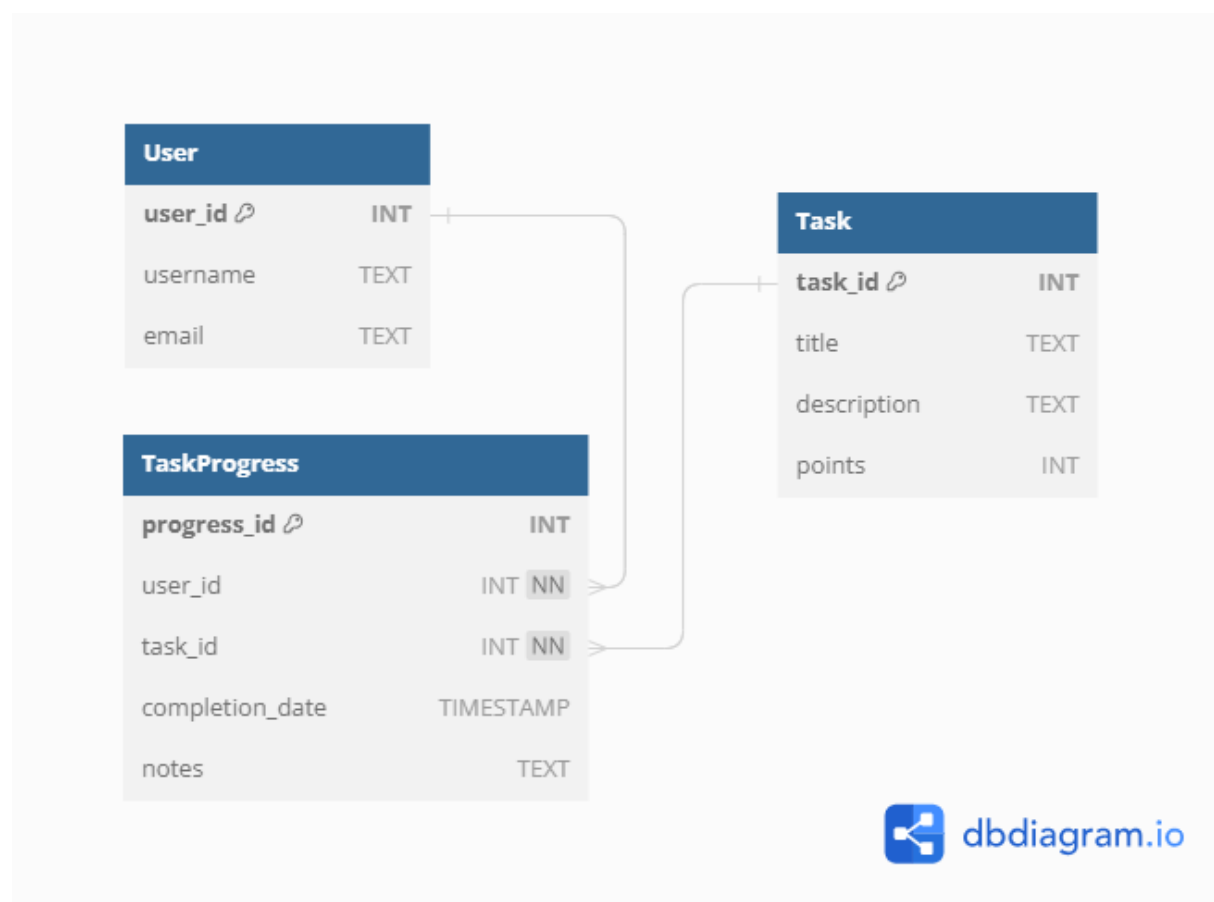 User
user_id INT
username TEXT
email TEXT
Task
task_id INT
title TEXT
description TEXT
points INT
TaskProgress
progress_id INT
user_id INT NN
task_id INT NN
completion_date TIMESTAMP
notes TEXT
dbdiagram.io